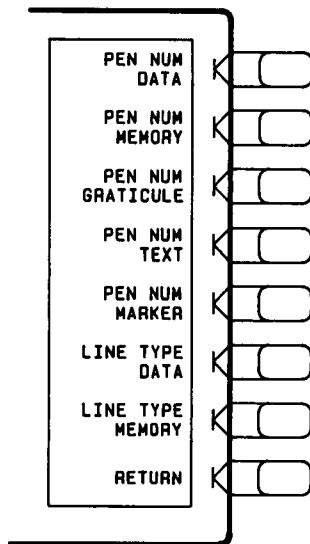 PEN NUM
DATA
PEN NUM
MEMORY
PEN NUM
GRATICULE
PEN NUM
TEXT
PEN NUM
MARKER
LINE TYPE
DATA
LINE TYPE
MEMORY
RETURN